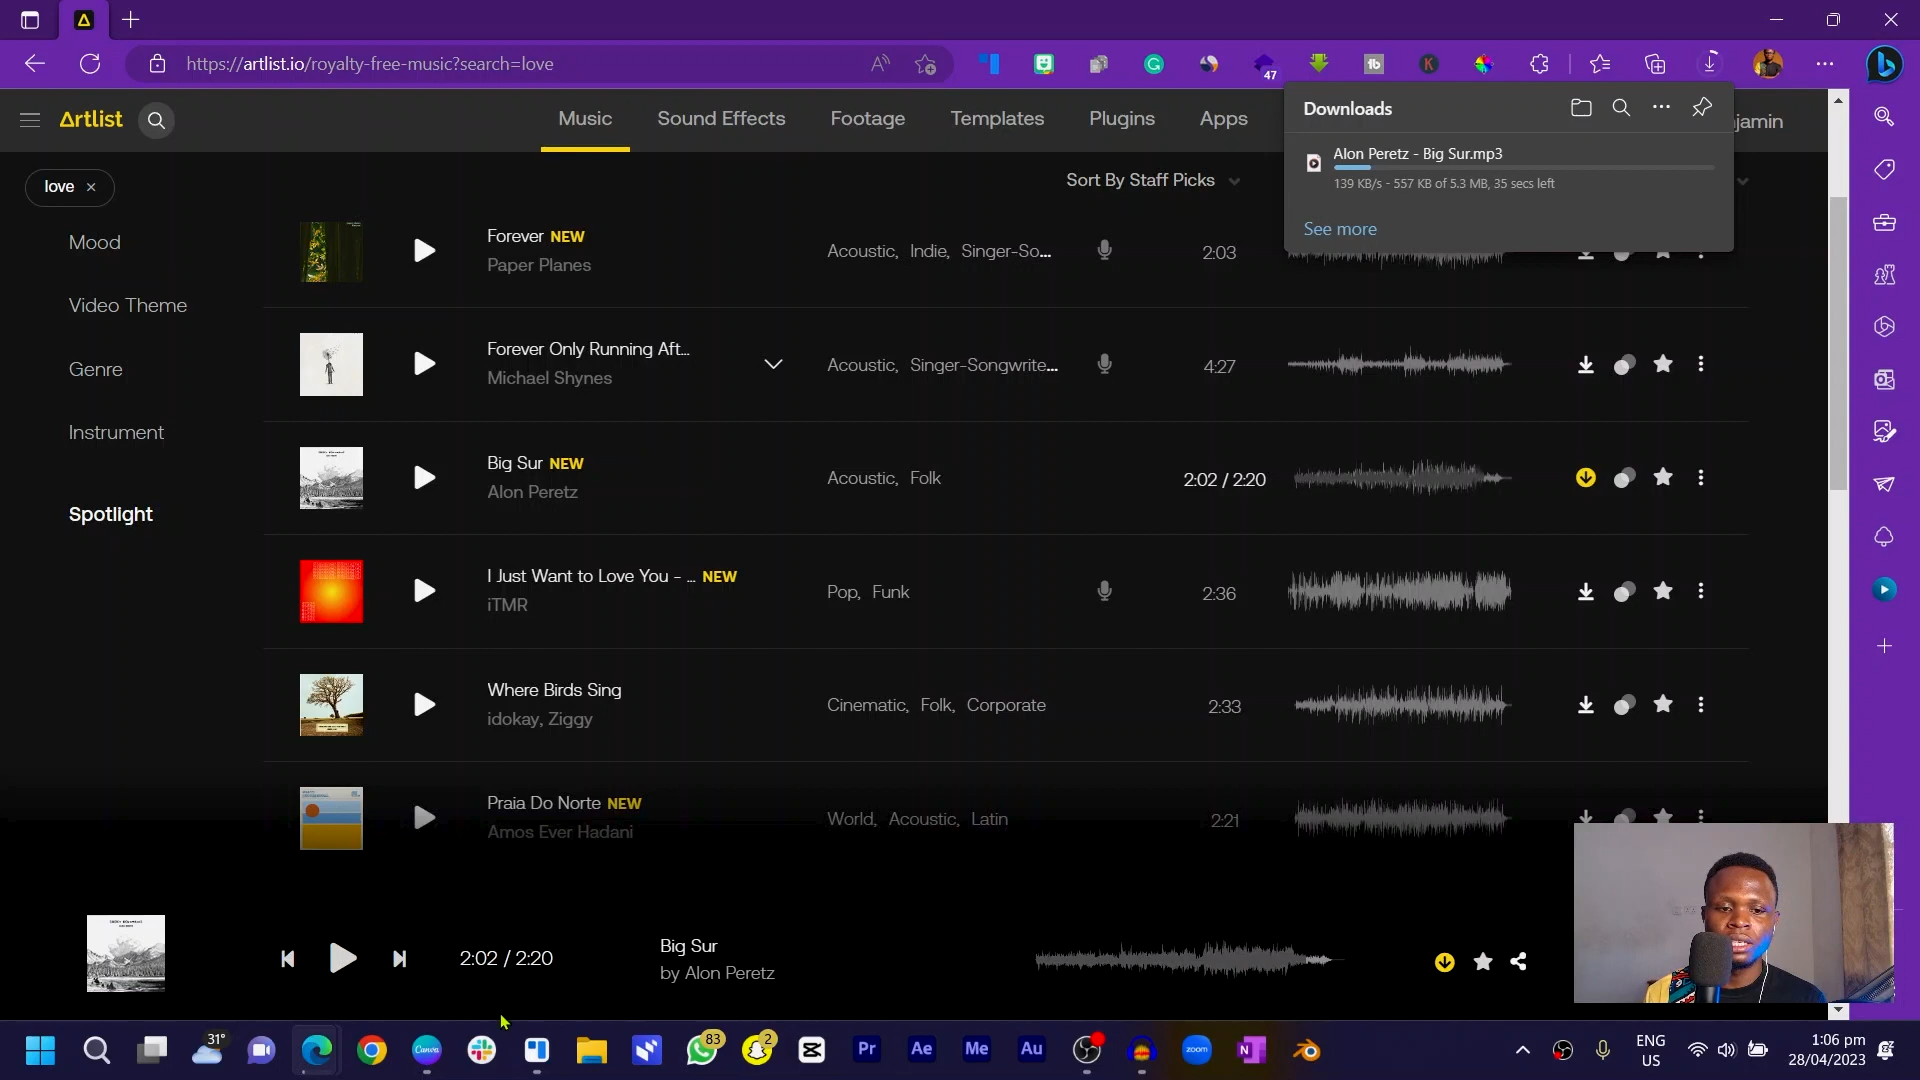 https://artlist.io/royalty-free-music?search=love
47
Artlist
Music
Sound Effects
Footage
Templates
Plugins
Apps
jamin
Downloads
Alon Peretz - Big Sur.mp3
139 KB/s - 557 KB of 5.3 MB, 35 secs left
See more
love
Sort By Staff Picks
Mood
Video Theme
Genre
Instrument
Spotlight
Forever NEW
Paper Planes
Acoustic, Indie, Singer-So...
2:03
Forever Only Running Aft...
Michael Shynes
Acoustic, Singer-Songwrite...
4:27
Big Sur NEW
Alon Peretz
Acoustic, Folk
2:02 / 2:20
I Just Want to Love You - ... NEW
iTMR
Pop, Funk
2:36
Where Birds Sing
idokay, Ziggy
Cinematic, Folk, Corporate
2:33
Praia Do Norte NEW
Amos Ever Hadani
World, Acoustic, Latin
2:21
2:02 / 2:20
Big Sur
by Alon Peretz
31°
Canva
83
2
Pr
Ae
Me
Au
zoom
N
ENG
US
1:06 pm
28/04/2023